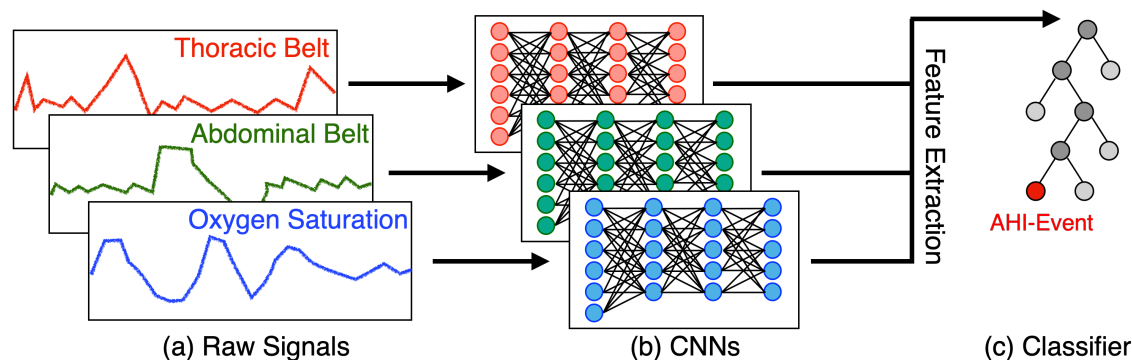 Thoracic Belt
Abdominal Belt
Oxygen Saturation
Feature Extraction
AHI-Event
(a) Raw Signals
(b) CNNs
(c) Classifier